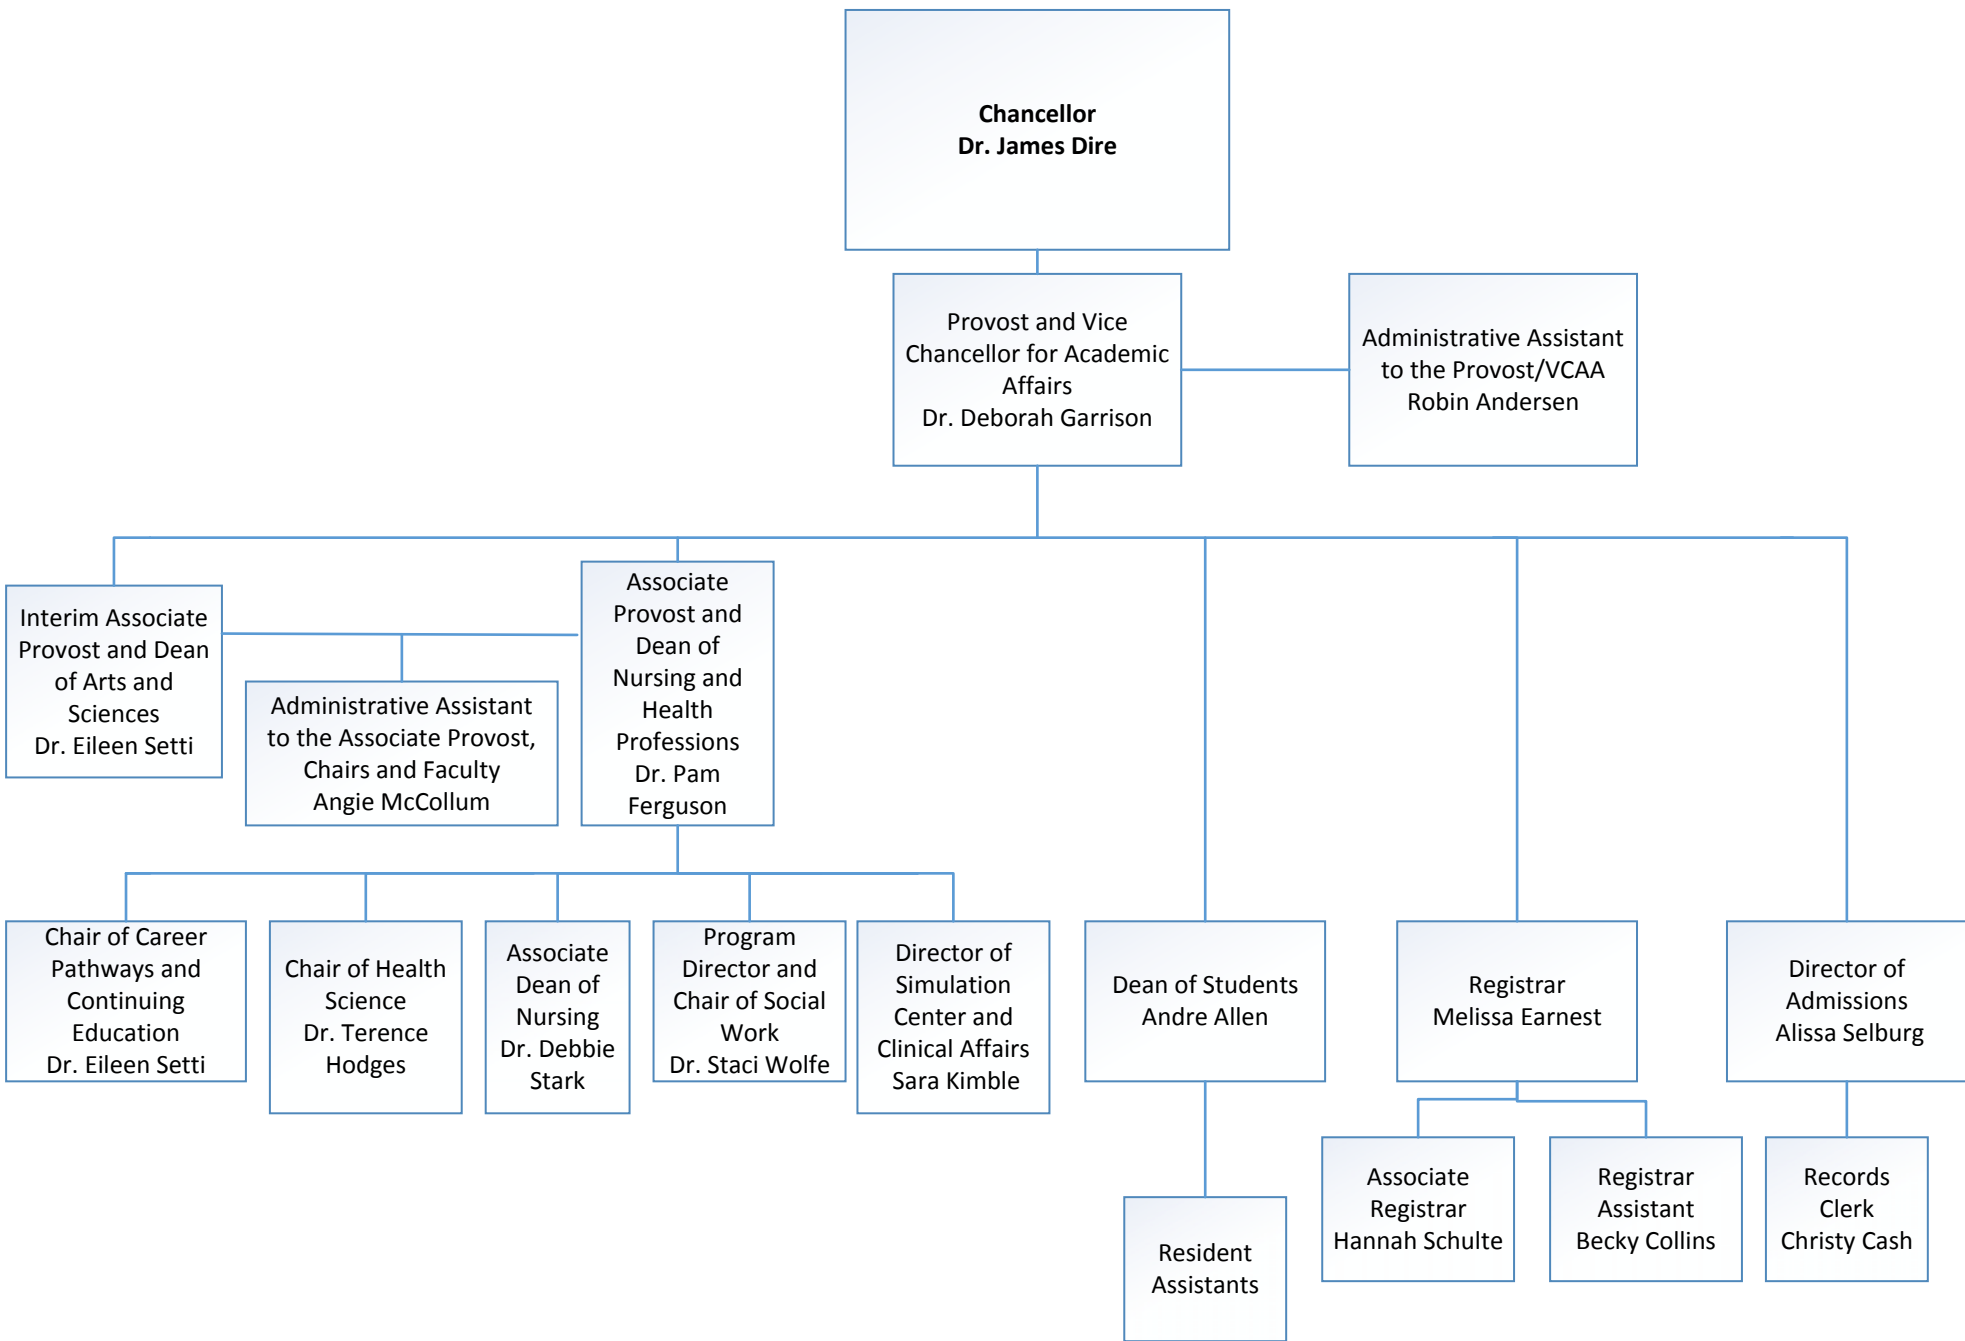 Chancellor
Dr. James Dire
Provost and Vice
Chancellor for Academic
Affairs
Dr. Deborah Garrison
Administrative Assistant
to the Provost/VCAA
Robin Andersen
Interim Associate
Provost and Dean
of Arts and
Sciences
Dr. Eileen Setti
Administrative Assistant
to the Associate Provost,
Chairs and Faculty
Angie McCollum
Associate
Provost and
Dean of
Nursing and
Health
Professions
Dr. Pam
Ferguson
Chair of Career
Pathways and
Continuing
Education
Dr. Eileen Setti
Chair of Health
Science
Dr. Terence
Hodges
Associate
Dean of
Nursing
Dr. Debbie
Stark
Program
Director and
Chair of Social
Work
Dr. Staci Wolfe
Director of
Simulation
Center and
Clinical Affairs
Sara Kimble
Dean of Students
Andre Allen
Registrar
Melissa Earnest
Director of
Admissions
Alissa Selburg
Resident
Assistants
Associate
Registrar
Hannah Schulte
Registrar
Assistant
Becky Collins
Records
Clerk
Christy Cash